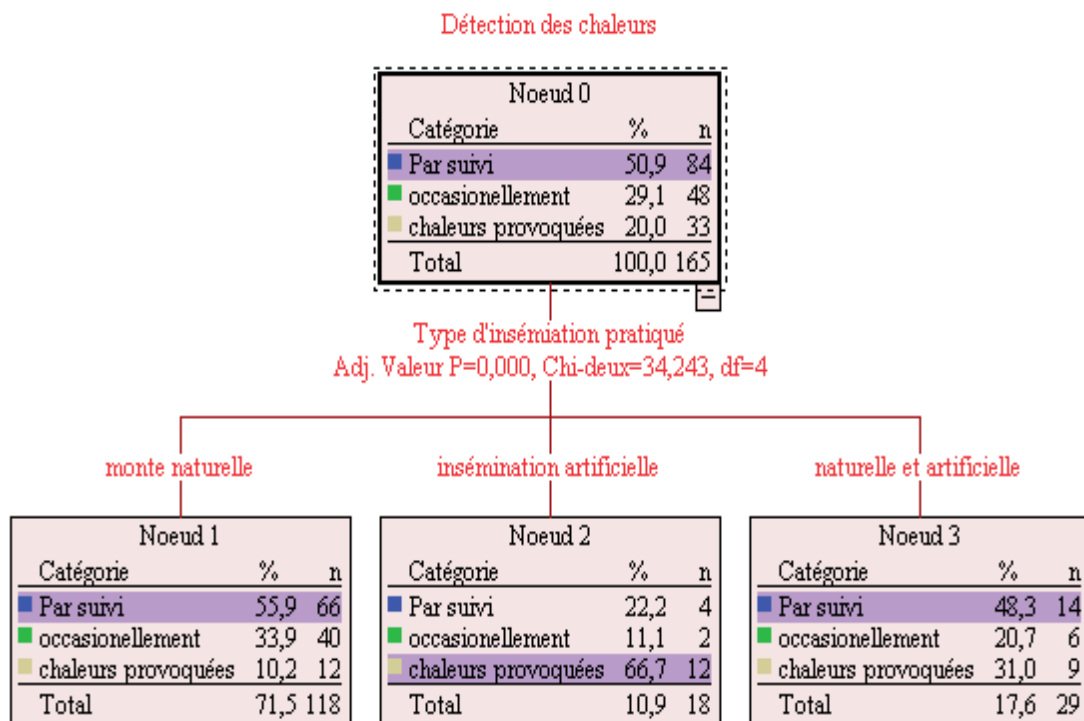 Détection des chaleurs
Noeud 0
Catégorie % n
Par suivi 50,9 84
occasionellement 29,1 48
chaleurs provoquées 20,0 33
Total 100,0 165
Type d'insémiation pratiqué
Adj. Valeur P=0,000, Chi-deux=34,243, df=4
monte naturelle
insémination artificielle
naturelle et artificielle
Noeud 1
Catégorie % n
Par suivi 55,9 66
occasionellement 33,9 40
chaleurs provoquées 10,2 12
Total 71,5 118
Noeud 2
Catégorie % n
Par suivi 22,2 4
occasionellement 11,1 2
chaleurs provoquées 66,7 12
Total 10,9 18
Noeud 3
Catégorie % n
Par suivi 48,3 14
occasionellement 20,7 6
chaleurs provoquées 31,0 9
Total 17,6 29